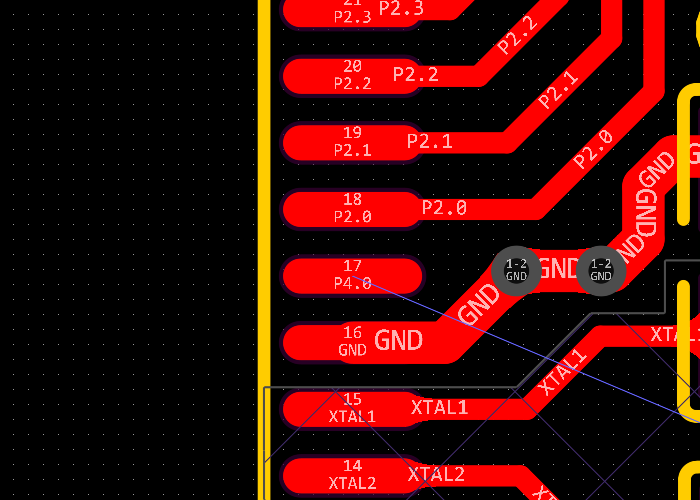 21
P2.3
P2.3
20
P2.2
P2.2
P2.2
19
P2.1
P2.1
P2.1
18
P2.0
P2.0
P2.0
17
P4.0
16
GND
GND
GND
1-2
GND
GND
1-2
GND
GND
GND
15
XTAL1
XTAL1
XTAL1
14
XTAL2
XTAL2